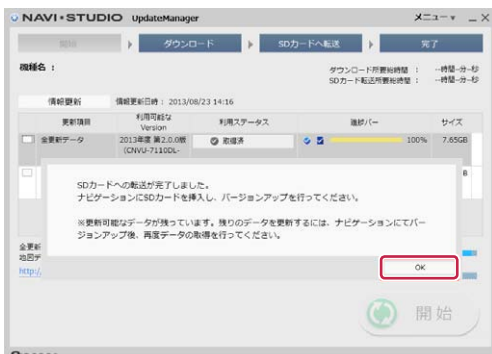 NAVI・STUDIO UpdateManager
メニュー
開始
ダウンロード
SDカードへ転送
完了
機種名 :
ダウンロード所要総時間 : --時間--分--秒
SDカード転送所要総時間 : --時間--分--秒
情報更新
情報更新日時 : 2013/08/23 14:16
更新項目
利用可能な Version
利用ステータス
進捗バー
サイズ
全更新データ
2013年度 第2.0.0版
(CNVU-7110DL-
取得済
100%
7.65GB
SDカードへの転送が完了しました。
ナビゲーションにSDカードを挿入し、バージョンアップを行ってください。
※更新可能なデータが残っています。残りのデータを更新するには、ナビゲーションにてバー
ジョンアップ後、再度データの取得を行ってください。
OK
全更新
地図デ
http:/
開始